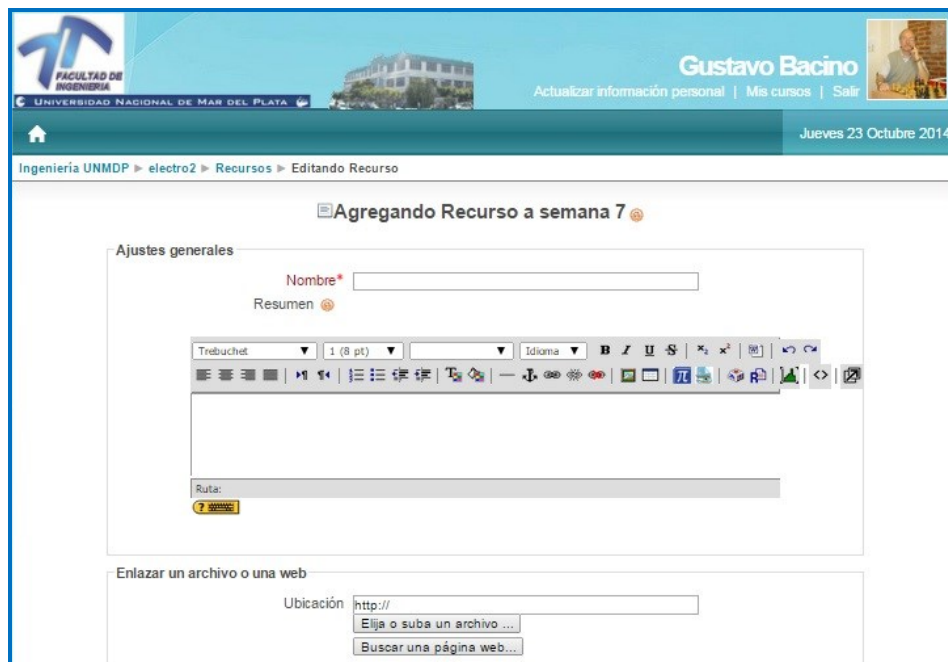 FACULTAD DE
INGENIERIA
UNIVERSIDAD NACIONAL DE MAR DEL PLATA
Gustavo Bacino
Actualizar información personal | Mis cursos | Salir
Jueves 23 Octubre 2014
Ingeniería UNMDP ► electro2 ► Recursos ► Editando Recurso
Agregando Recurso a semana 7
Ajustes generales
Nombre*
Resumen
Trebuchet 1 (8 pt) Idioma B I U S x₂ x²
Ruta:
?
Enlazar un archivo o una web
Ubicación http://
Elija o suba un archivo ...
Buscar una página web...